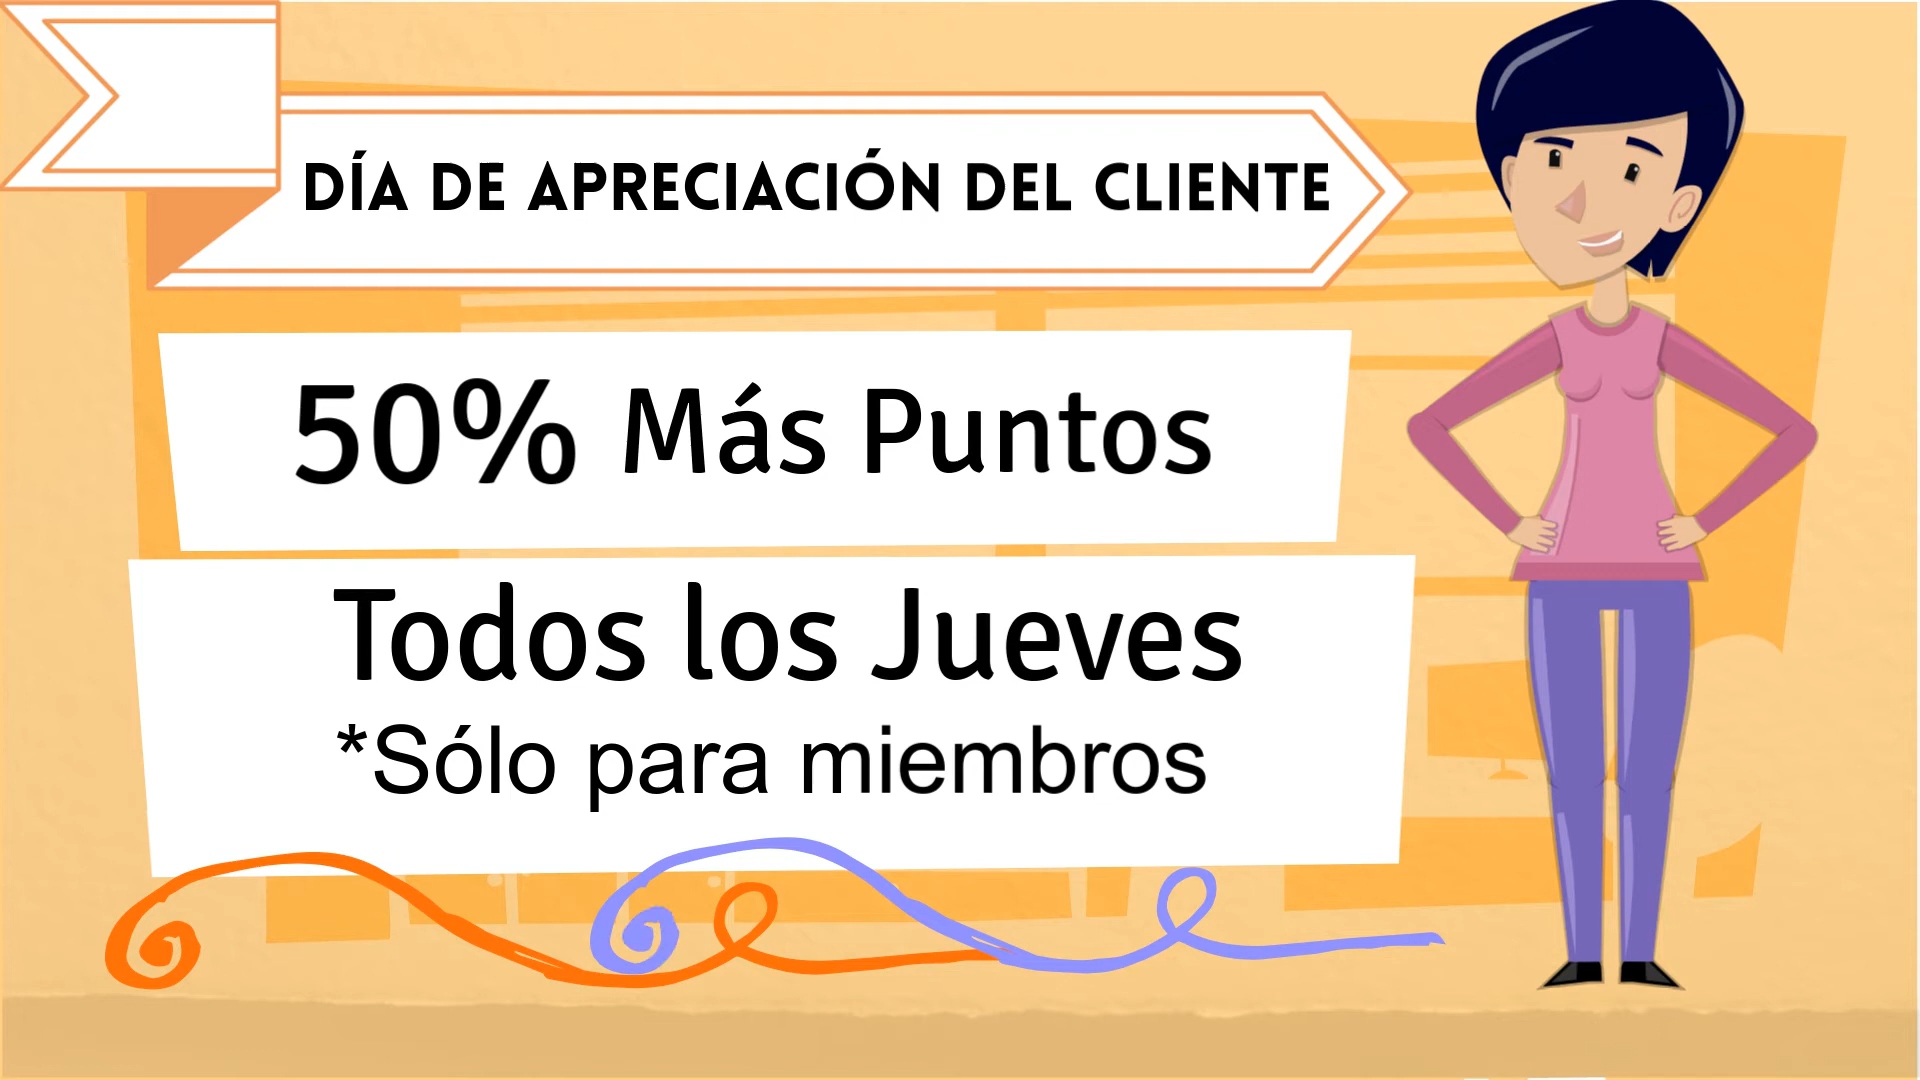 DÍA DE APRECIACIÓN DEL CLIENTE
50% Más Puntos
Todos los Jueves
*Sólo para miembros